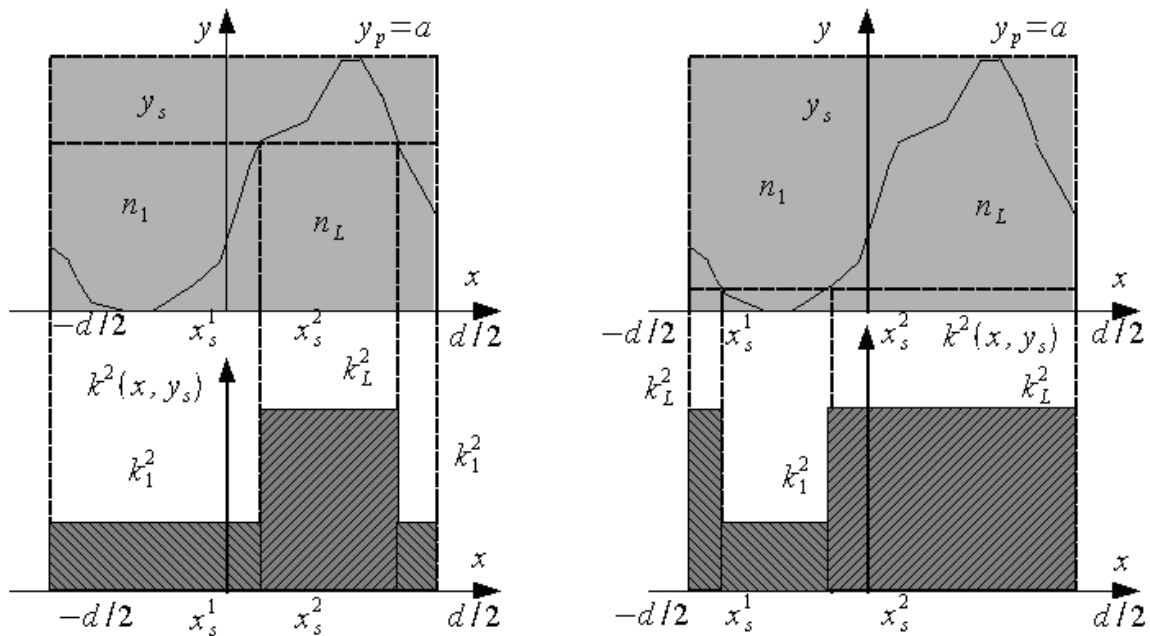 y
y_p=a
y_s
n_1
n_L
x
-d/2
x_s^1
x_s^2
d/2
k^2(x, y_s)
k_L^2
k_1^2
k_1^2
x
-d/2
x_s^1
x_s^2
d/2
y
y_p=a
y_s
n_1
n_L
x
-d/2
x_s^1
x_s^2
k^2(x, y_s)
d/2
k_L^2
k_L^2
k_1^2
x
-d/2
x_s^1
x_s^2
d/2